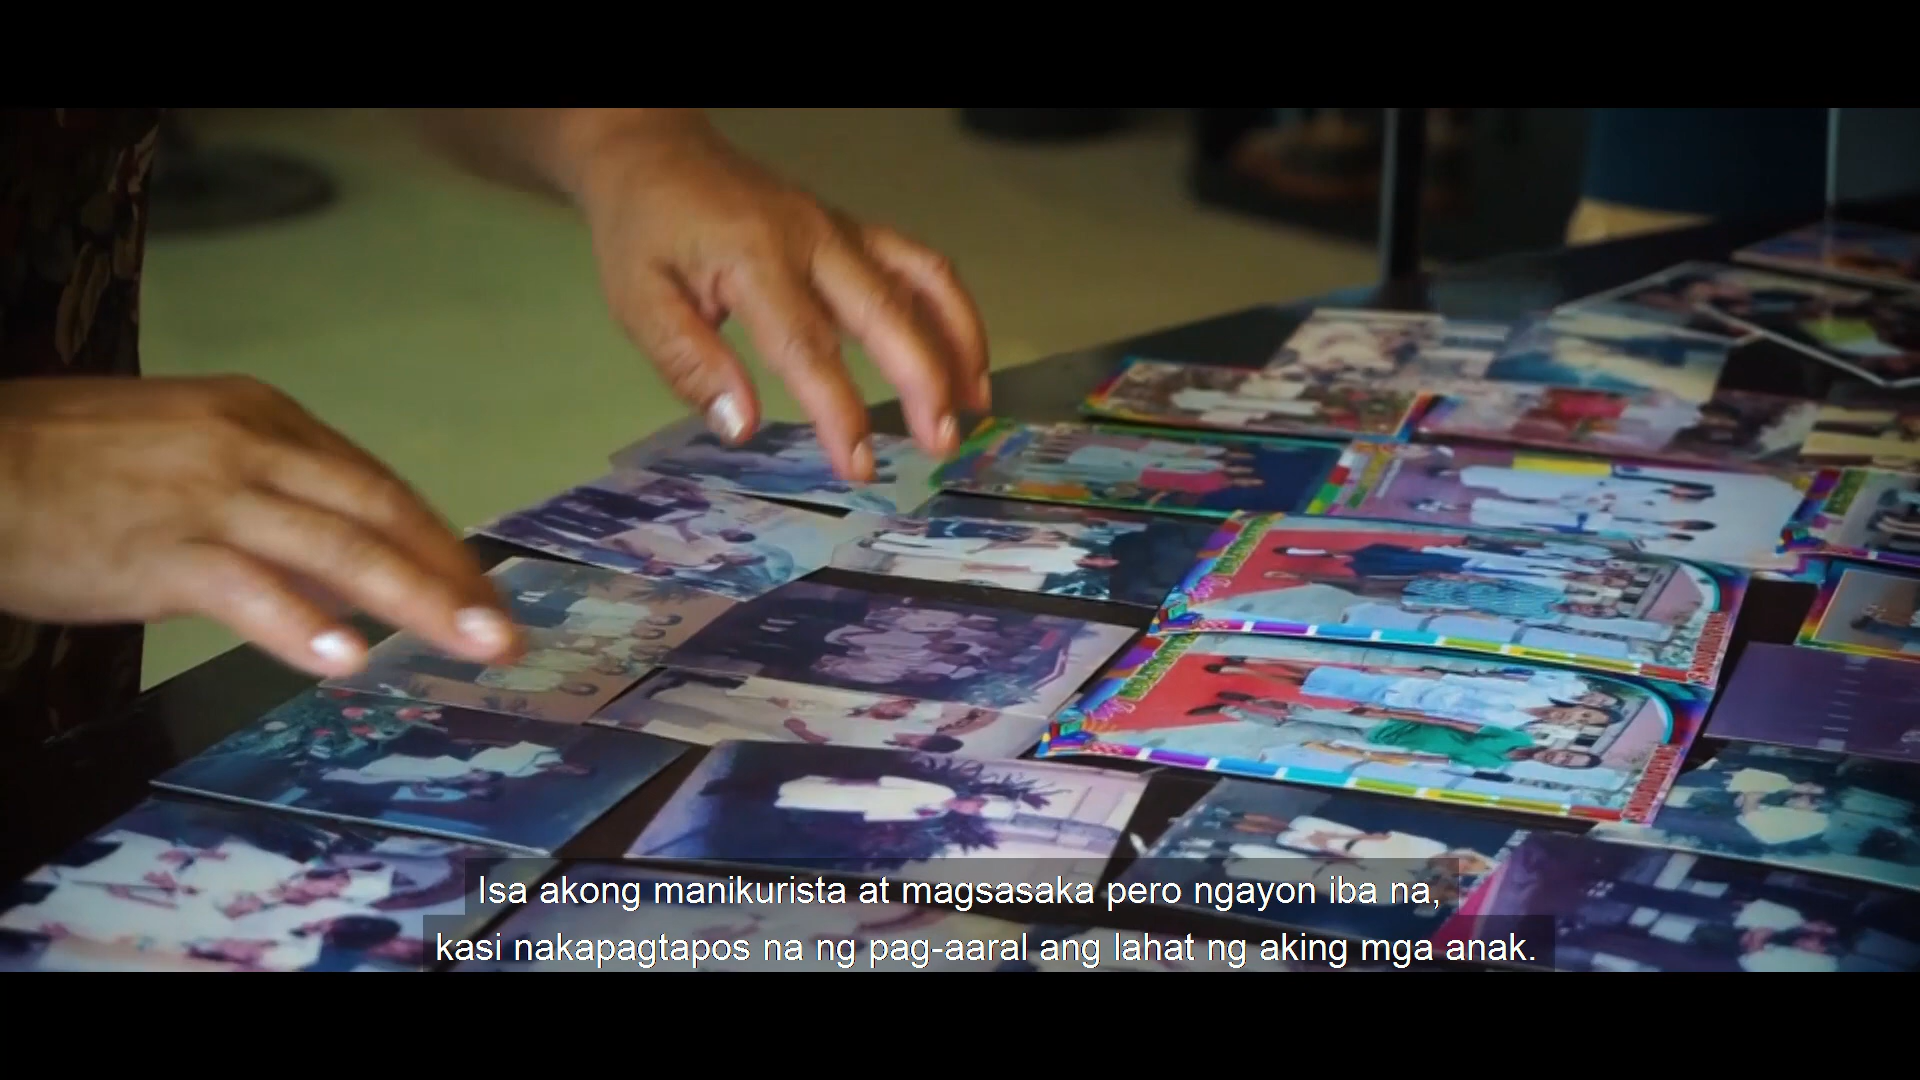 Isa akong manikurista at magsasaka pero ngayon iba na,
kasi nakapagtapos na ng pag-aaral ang lahat ng aking mga anak.